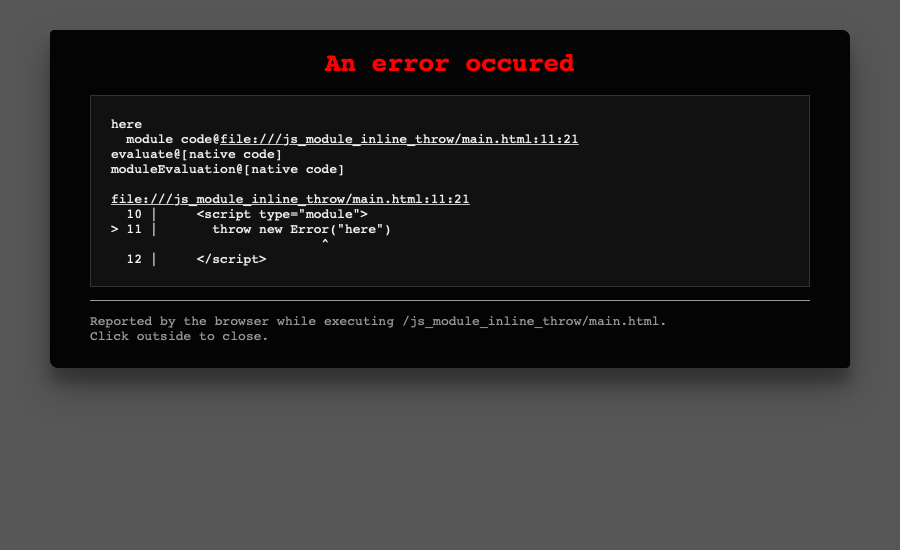 An error occured
here
  module code@file:///js_module_inline_throw/main.html:11:21
evaluate@[native code]
moduleEvaluation@[native code]
file:///js_module_inline_throw/main.html:11:21
  10 |     <script type="module">
> 11 |       throw new Error("here")
                           ^
  12 |     </script>
Reported by the browser while executing /js_module_inline_throw/main.html.
Click outside to close.